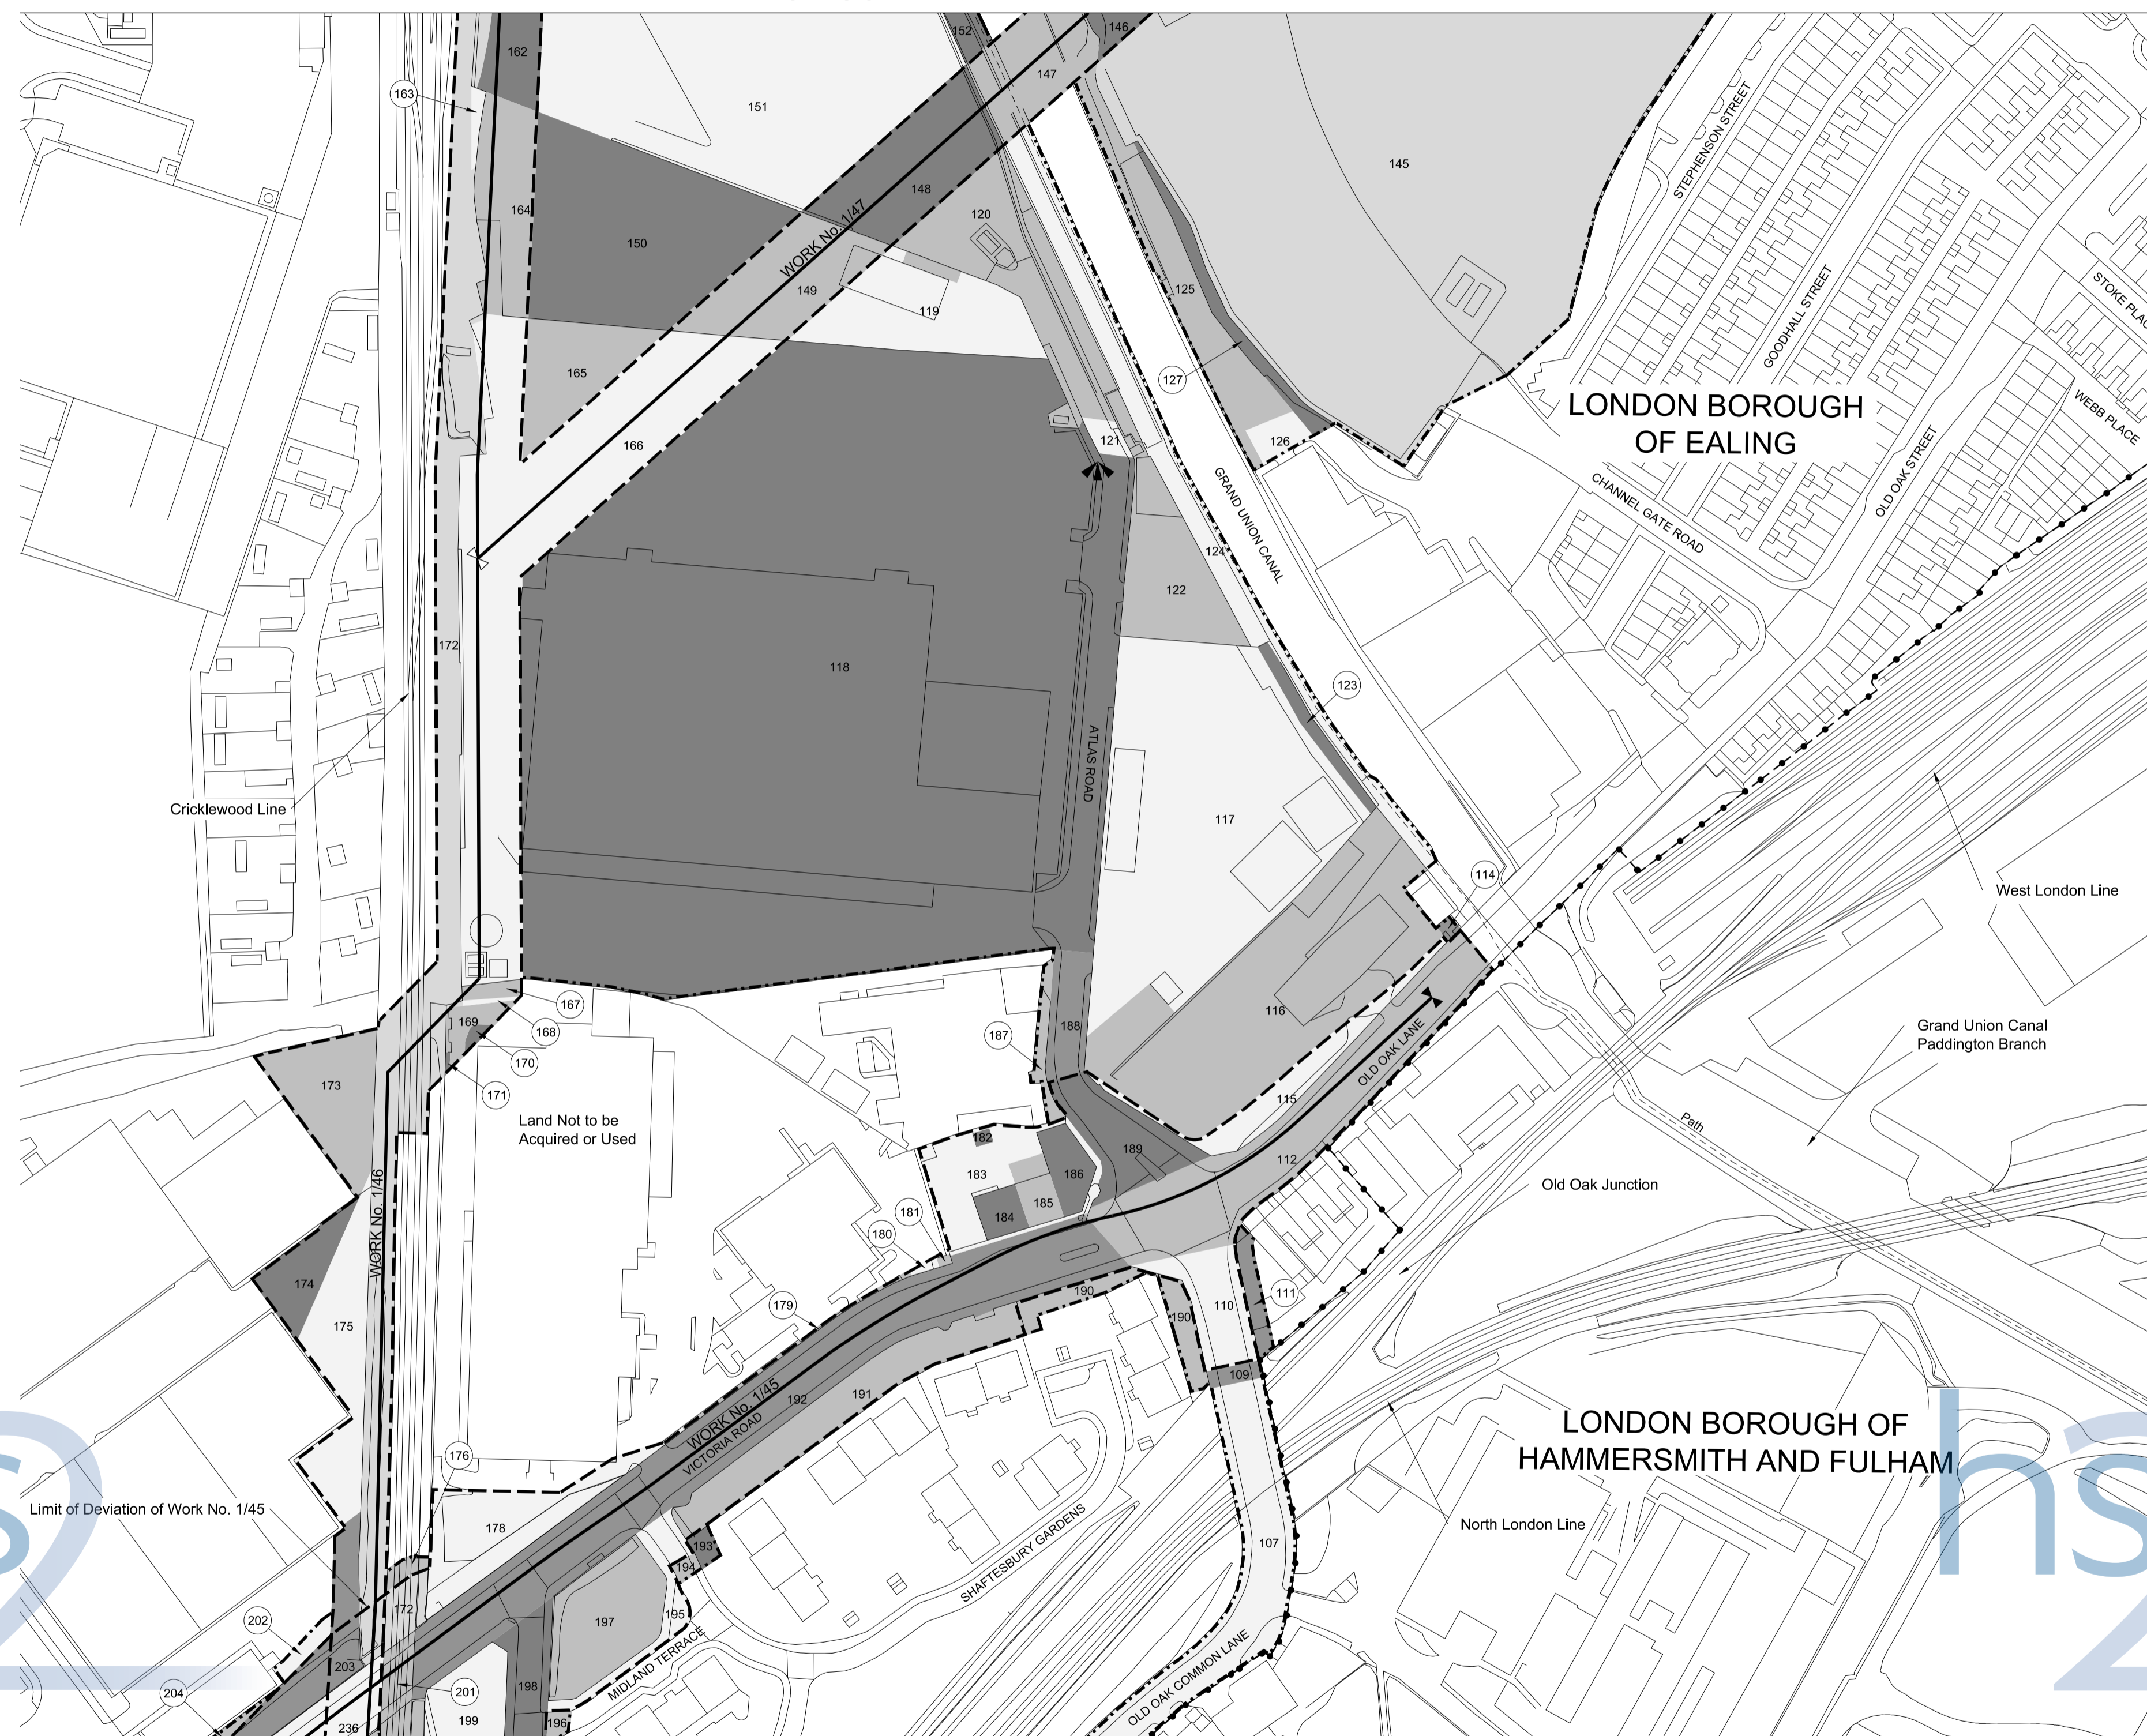 152
146
162
147
163
151
145
STEPHENSON STREET
164
148
120
150
WORK No. 1/47
149
125
119
GOODHALL STREET
STOKE PLAC
165
127
WEBB PLACE
LONDON BOROUGH
OF EALING
166
121
126
OLD OAK STREET
GRAND UNION CANAL
CHANNEL GATE ROAD
124
122
172
118
123
ATLAS ROAD
Cricklewood Line
117
114
West London Line
167
116
168
169
170
188
187
OLD OAK LANE
Grand Union Canal
Paddington Branch
173
171
115
Land Not to be
Acquired or Used
Path
182
189
183
186
112
WORK No. 1/46
185
184
181
180
Old Oak Junction
174
190
111
179
110
190
175
109
WORK No. 1/45
VICTORIA ROAD
192
191
LONDON BOROUGH OF
HAMMERSMITH AND FULHAM
176
Limit of Deviation of Work No. 1/45
178
North London Line
193
107
194
SHAFTESBURY GARDENS
172
202
197
195
203
MIDLAND TERRACE
OLD OAK COMMON LANE
204
201
198
199
196
236
s2
hs2